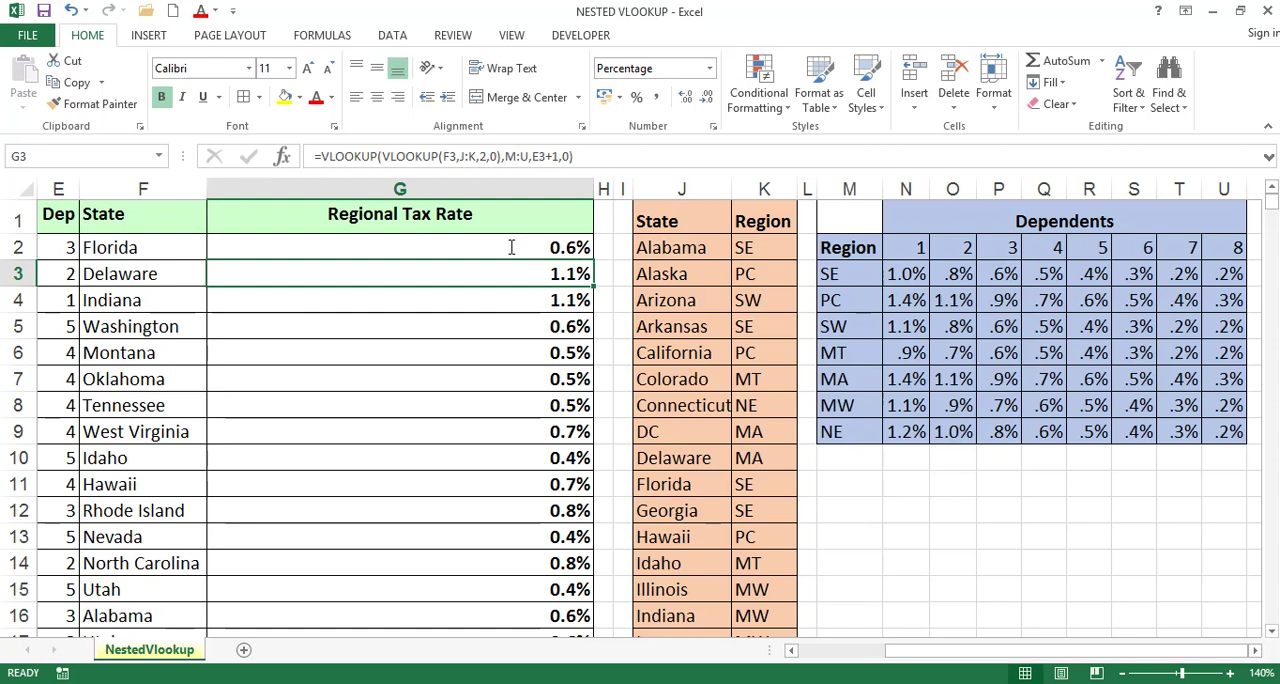 NESTED VLOOKUP - Excel
?
FILE HOME INSERT PAGE LAYOUT FORMULAS DATA REVIEW VIEW DEVELOPER Sign in
Paste Cut Copy Format Painter
Calibri 11 B I U A
Wrap Text Merge & Center
Percentage % ,
Conditional Formatting Format as Table Cell Styles
Insert Delete Format
AutoSum Fill Clear Sort & Filter Find & Select
Clipboard Font Alignment Number Styles Cells Editing
G3 fx =VLOOKUP(VLOOKUP(F3,J:K,2,0),M:U,E3+1,0)
E F G H I J K L M N O P Q R S T U
1 Dep State Regional Tax Rate State Region Dependents
2 3 Florida 0.6% Alabama SE Region 1 2 3 4 5 6 7 8
3 2 Delaware 1.1% Alaska PC SE 1.0% .8% .6% .5% .4% .3% .2% .2%
4 1 Indiana 1.1% Arizona SW PC 1.4% 1.1% .9% .7% .6% .5% .4% .3%
5 5 Washington 0.6% Arkansas SE SW 1.1% .8% .6% .5% .4% .3% .2% .2%
6 4 Montana 0.5% California PC MT .9% .7% .6% .5% .4% .3% .2% .2%
7 4 Oklahoma 0.5% Colorado MT MA 1.4% 1.1% .9% .7% .6% .5% .4% .3%
8 4 Tennessee 0.5% Connecticut NE MW 1.1% .9% .7% .6% .5% .4% .3% .2%
9 4 West Virginia 0.7% DC MA NE 1.2% 1.0% .8% .6% .5% .4% .3% .2%
10 5 Idaho 0.4% Delaware MA
11 4 Hawaii 0.7% Florida SE
12 3 Rhode Island 0.8% Georgia SE
13 5 Nevada 0.4% Hawaii PC
14 2 North Carolina 0.8% Idaho MT
15 5 Utah 0.4% Illinois MW
16 3 Alabama 0.6% Indiana MW
NestedVlookup
READY 140%